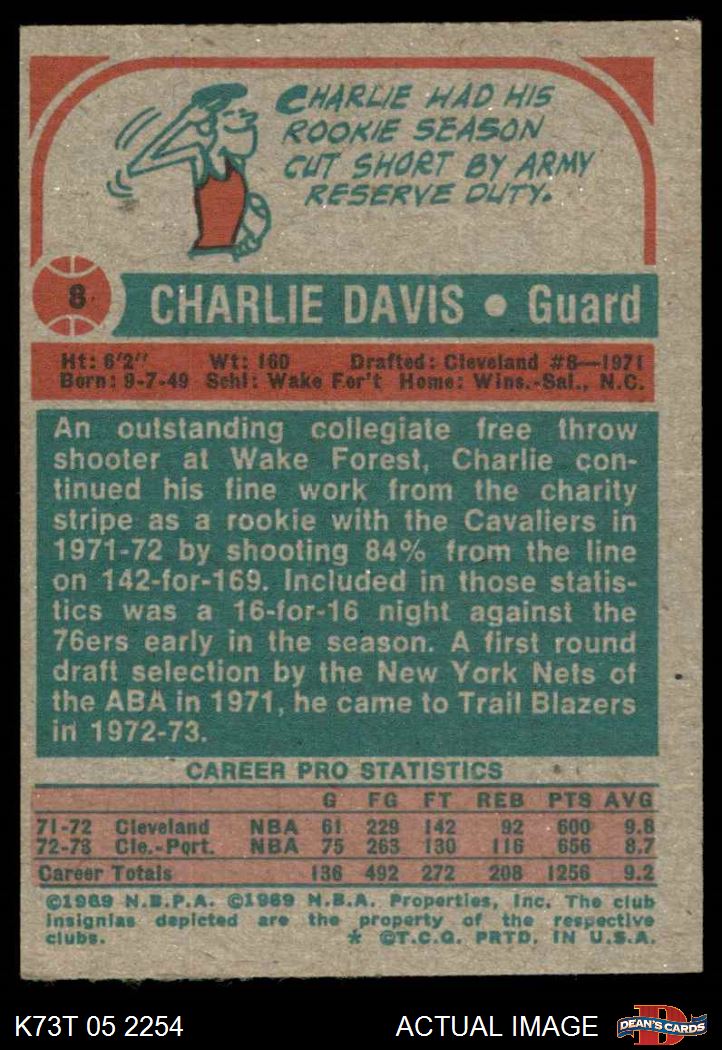 CHARLIE HAD HIS
ROOKIE SEASON
CUT SHORT BY ARMY
RESERVE DUTY.
8 CHARLIE DAVIS • Guard
Ht: 6'2" Wt: 160 Drafted: Cleveland #8—1971
Born: 9-7-49 Schl: Wake For't Home: Wins.-Sal., N.C.
An outstanding collegiate free throw
shooter at Wake Forest, Charlie con-
tinued his fine work from the charity
stripe as a rookie with the Cavaliers in
1971-72 by shooting 84% from the line
on 142-for-169. Included in those statis-
tics was a 16-for-16 night against the
76ers early in the season. A first round
draft selection by the New York Nets of
the ABA in 1971, he came to Trail Blazers
in 1972-73.
CAREER PRO STATISTICS
G FG FT REB PTS AVG
71-72 Cleveland NBA 61 229 142 92 600 9.8
72-73 Cle.-Port. NBA 75 263 130 116 656 8.7
Career Totals 136 492 272 208 1256 9.2
©1969 N.B.P.A. ©1969 N.B.A. Properties, Inc. The club
insignias depicted are the property of the respective
clubs. * ©T.C.G. PRTD. IN U.S.A.
K73T 05 2254 ACTUAL IMAGE D DEAN'S CARDS